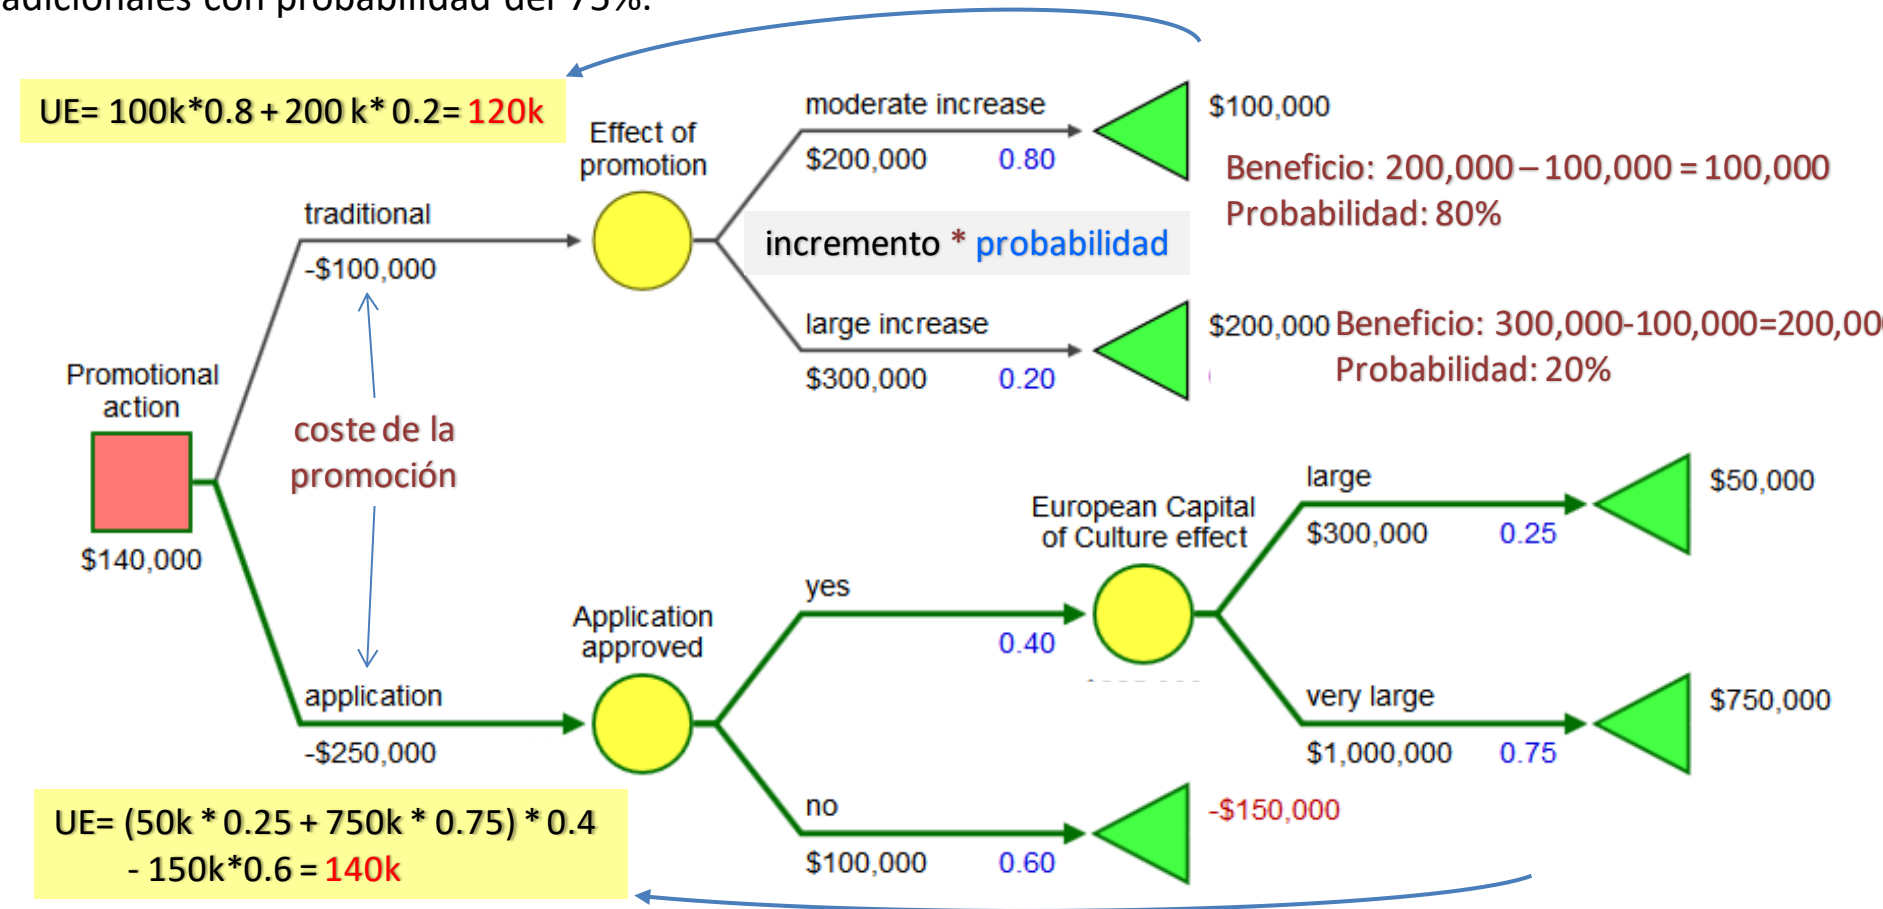 adicionales con probabilidad del 75%.
UE= 100k*0.8 + 200 k* 0.2= 120k
Effect of
promotion
moderate increase
$200,000 0.80
$100,000
Beneficio: 200,000 – 100,000 = 100,000
Probabilidad: 80%
traditional
-$100,000
incremento * probabilidad
large increase
$300,000 0.20
$200,000
Beneficio: 300,000-100,000=200,00
Probabilidad: 20%
Promotional
action
$140,000
coste de la
promoción
European Capital
of Culture effect
large
$300,000 0.25
$50,000
Application
approved
yes
0.40
application
-$250,000
very large
$1,000,000 0.75
$750,000
no
$100,000 0.60
-$150,000
UE= (50k * 0.25 + 750k * 0.75) * 0.4
- 150k*0.6 = 140k